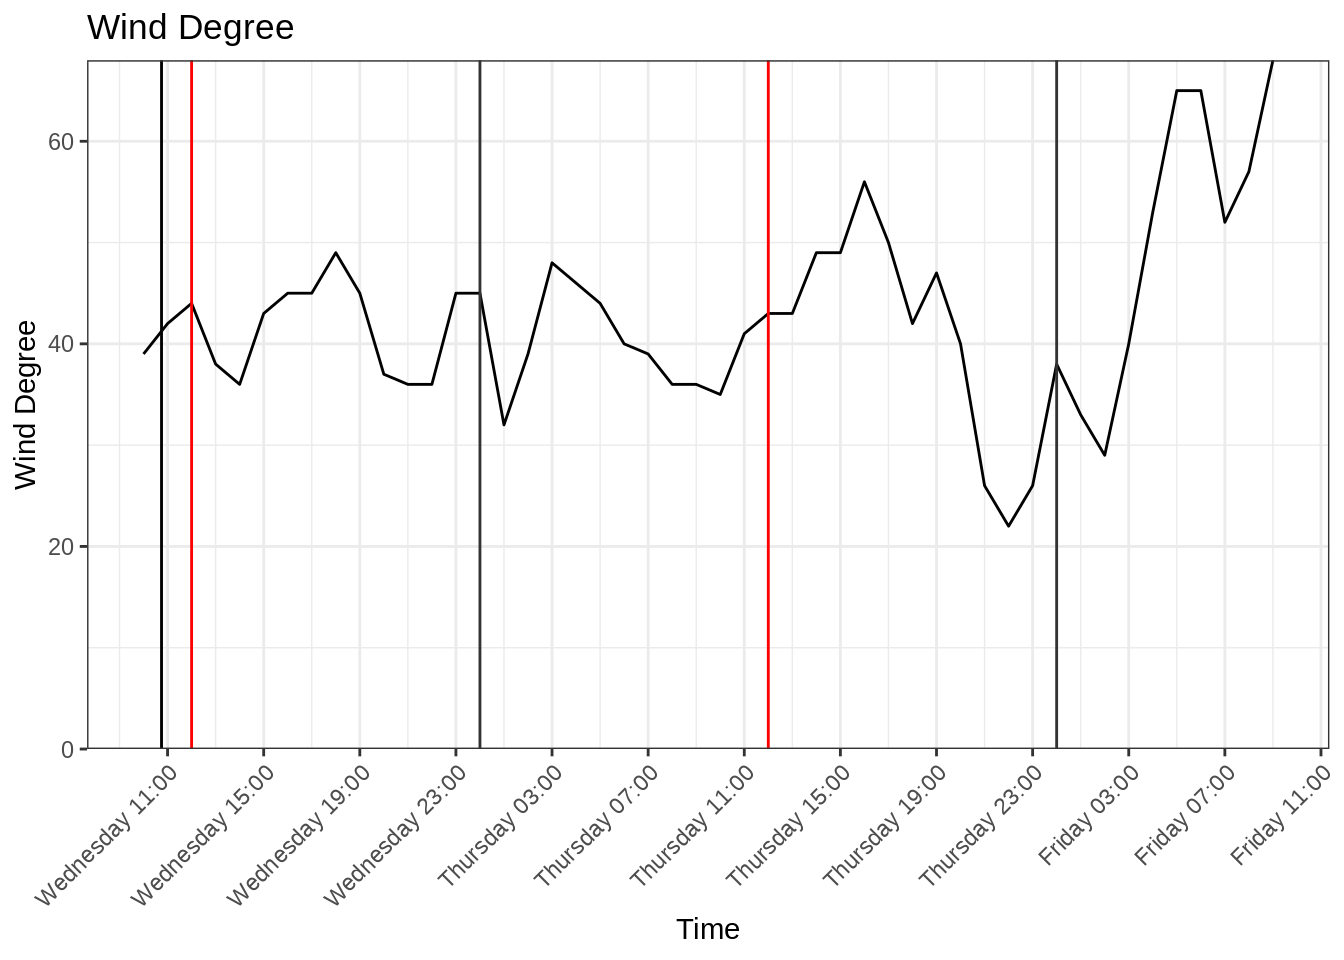 Wind Degree
Wind Degree
60
40
20
0
Wednesday 11:00
Wednesday 15:00
Wednesday 19:00
Wednesday 23:00
Thursday 03:00
Thursday 07:00
Thursday 11:00
Thursday 15:00
Thursday 19:00
Thursday 23:00
Friday 03:00
Friday 07:00
Friday 11:00
Time